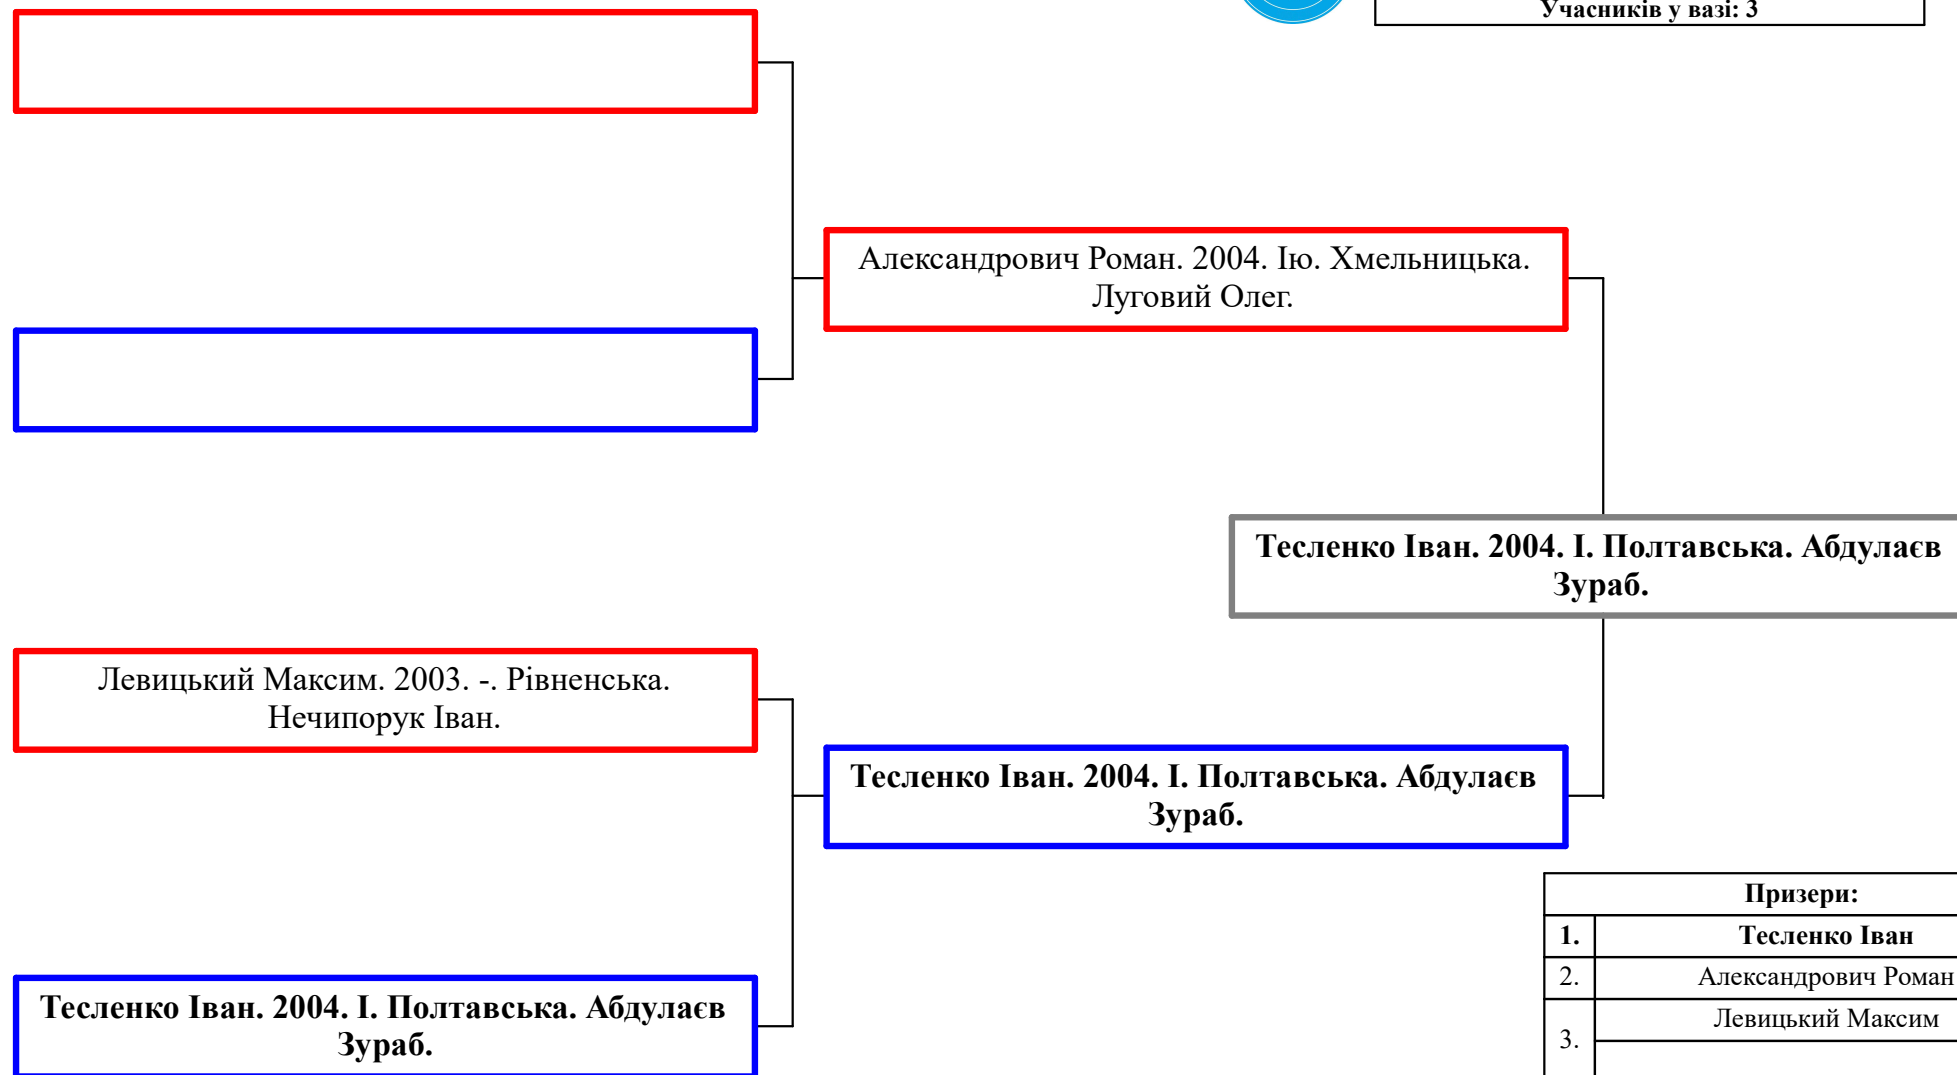 Учасників у вазі: 3
Александрович Роман. 2004. Ію. Хмельницька.
Луговий Олег.
Тесленко Іван. 2004. І. Полтавська. Абдулаєв
Зураб.
Левицький Максим. 2003. -. Рівненська.
Нечипорук Іван.
Тесленко Іван. 2004. І. Полтавська. Абдулаєв
Зураб.
Тесленко Іван. 2004. І. Полтавська. Абдулаєв
Зураб.
Призери:
1. Тесленко Іван
2. Александрович Роман
3. Левицький Максим